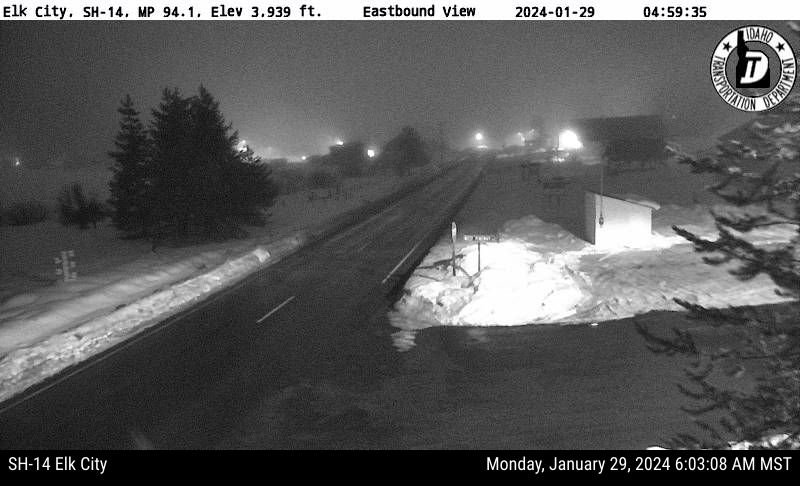 Elk City, SH-14, MP 94.1, Elev 3,939 ft. Eastbound View 2024-01-29 04:59:35
IDAHO
TRANSPORTATION DEPARTMENT
SH-14 Elk City Monday, January 29, 2024 6:03:08 AM MST